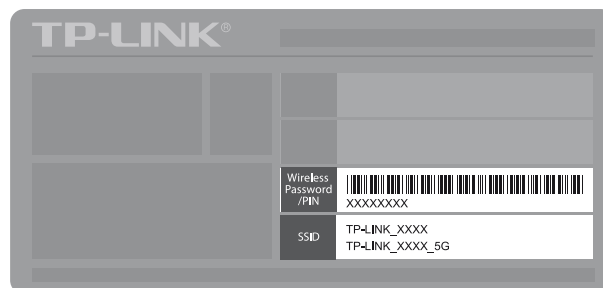 TP-LINK®
Wireless
Password
/PIN
XXXXXXXX
SSID
TP-LINK_XXXX
TP-LINK_XXXX_5G